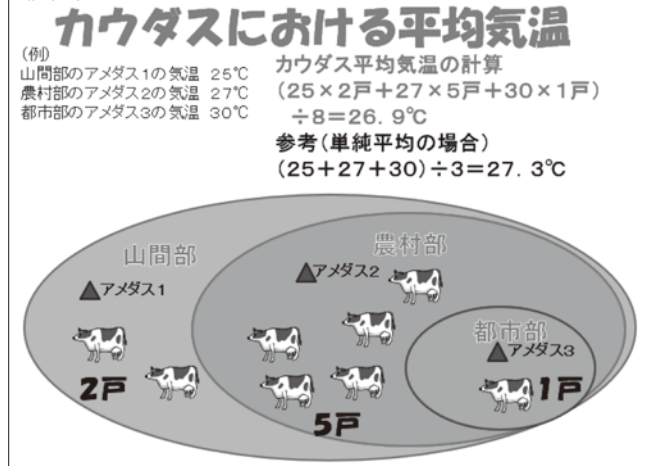 カウダスにおける平均気温
(例)
山間部のアメダス1の気温 25℃
農村部のアメダス2の気温 27℃
都市部のアメダス3の気温 30℃
カウダス平均気温の計算
(25×2戸+27×5戸+30×1戸)
÷8=26.9℃
参考(単純平均の場合)
(25+27+30)÷3=27.3℃
山間部
▲アメダス1
2戸
農村部
▲アメダス2
5戸
都市部
▲アメダス3
1戸